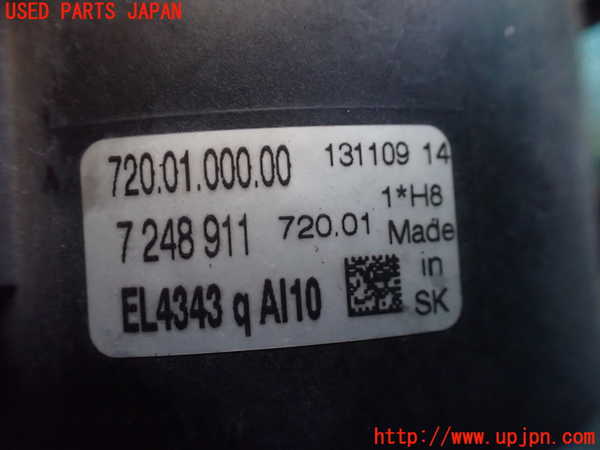 USED PARTS JAPAN
720.01.000.00 131109 14
1*H8
7 248 911 720.01 Made
in
EL4343 q AI10 SK
http://www.upjpn.com/